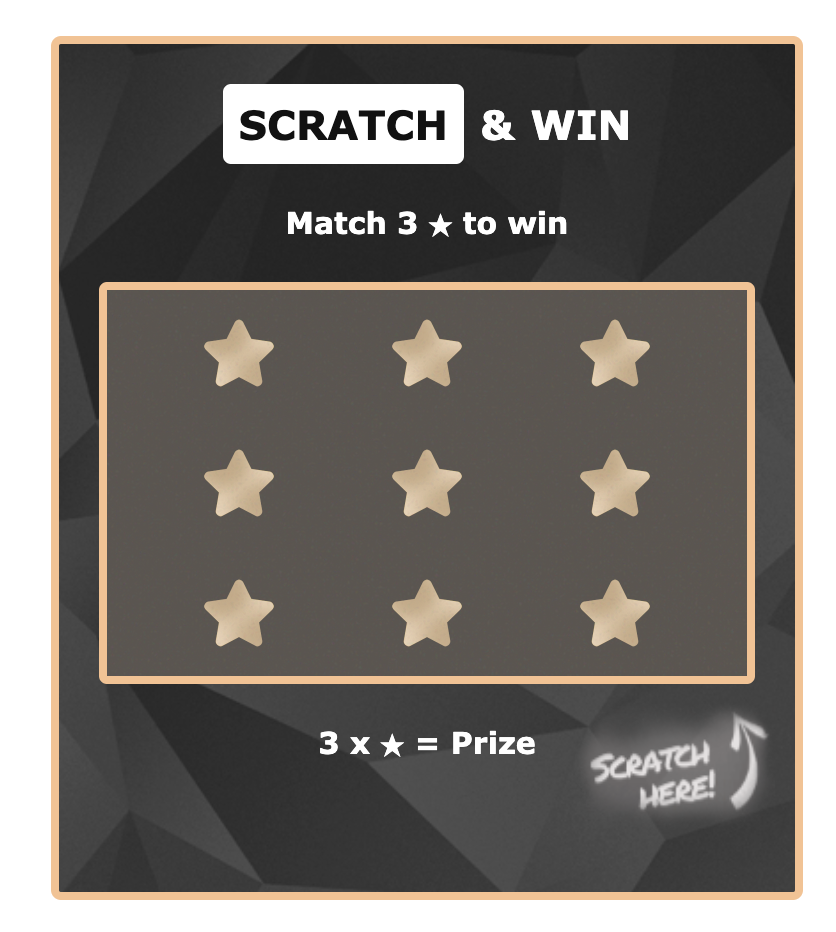 SCRATCH & WIN
Match 3 ★ to win
3 x ★ = Prize
SCRATCH
HERE!